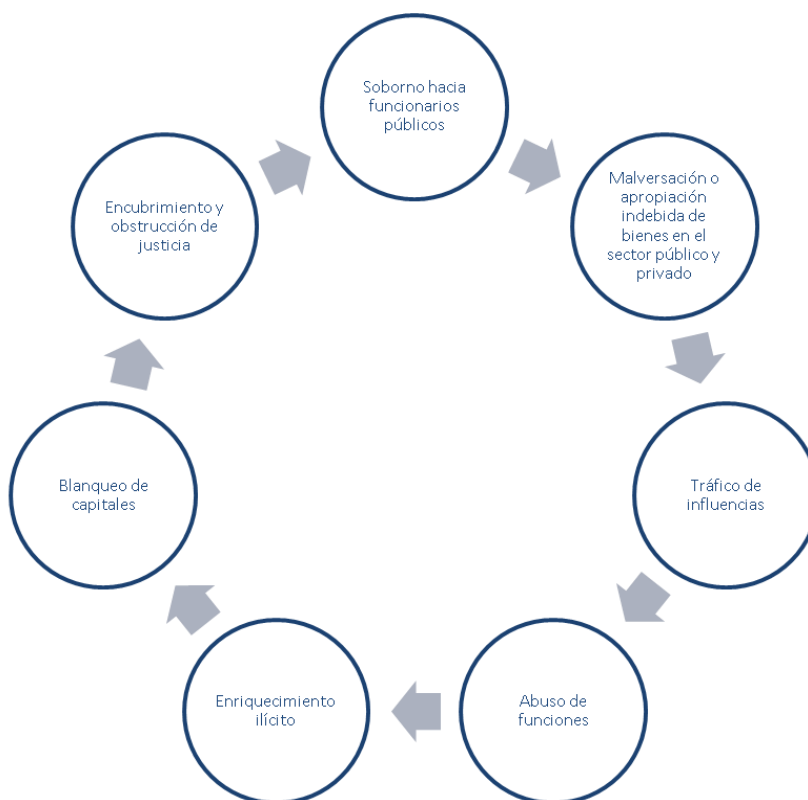 Soborno hacia
funcionarios
públicos
Malversación o
apropiación
indebida de
bienes en el
sector público y
privado
Tráfico de
influencias
Abuso de
funciones
Enriquecimiento
ilícito
Blanqueo de
capitales
Encubrimiento y
obstrucción de
justicia